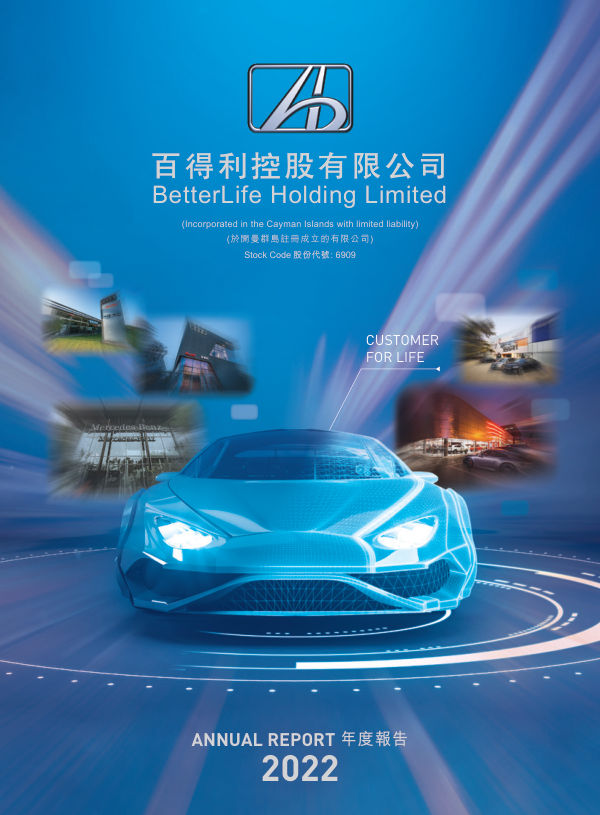 百得利控股有限公司
BetterLife Holding Limited
(Incorporated in the Cayman Islands with limited liability)
(於開曼群島註冊成立的有限公司)
Stock Code 股份代號: 6909
CUSTOMER
FOR LIFE
Mercedes-Benz
ANNUAL REPORT 年度報告
2022